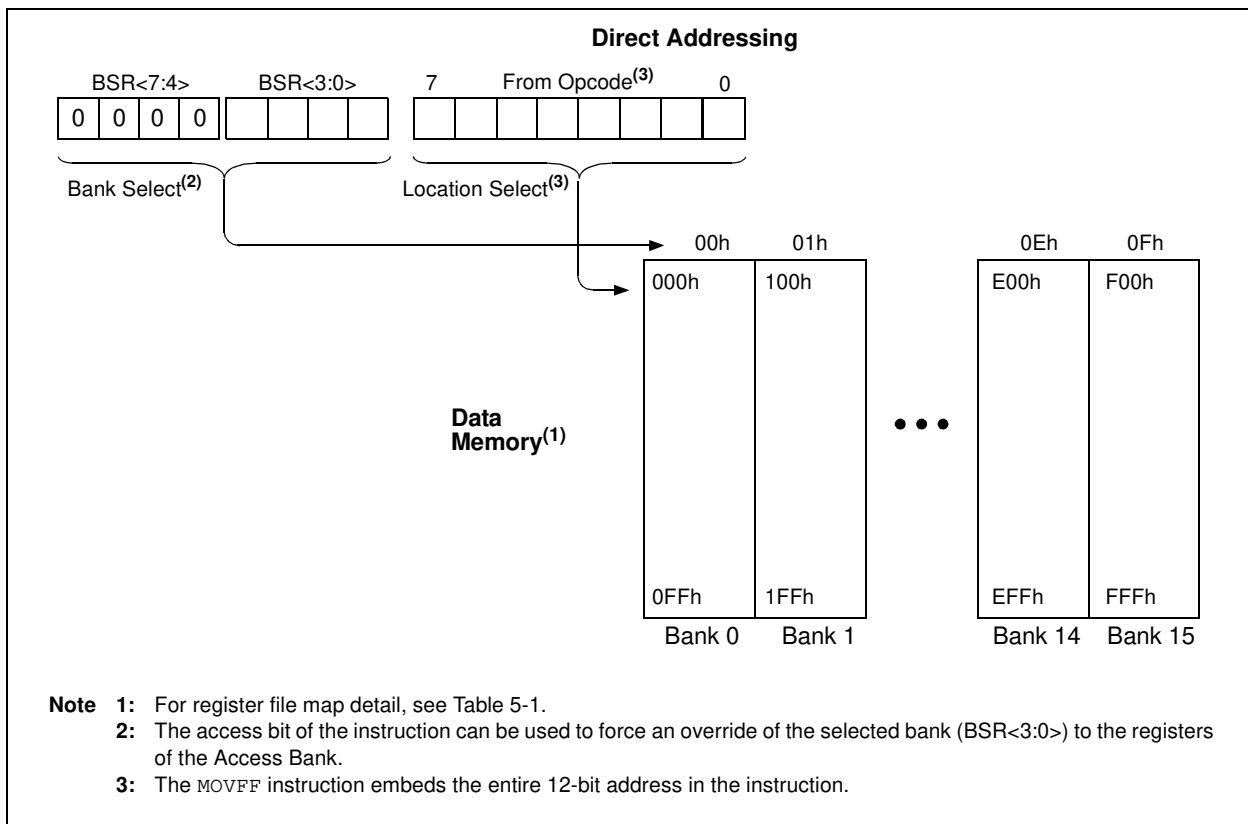 Direct Addressing
BSR<7:4> BSR<3:0> 7 From Opcode(3) 0
0 0 0 0
Bank Select(2) Location Select(3)
00h 01h 0Eh 0Fh
000h 100h E00h F00h
Data
Memory(1)
0FFh 1FFh EFFh FFFh
Bank 0 Bank 1 Bank 14 Bank 15
Note 1: For register file map detail, see Table 5-1.
2: The access bit of the instruction can be used to force an override of the selected bank (BSR<3:0>) to the registers
of the Access Bank.
3: The MOVFF instruction embeds the entire 12-bit address in the instruction.